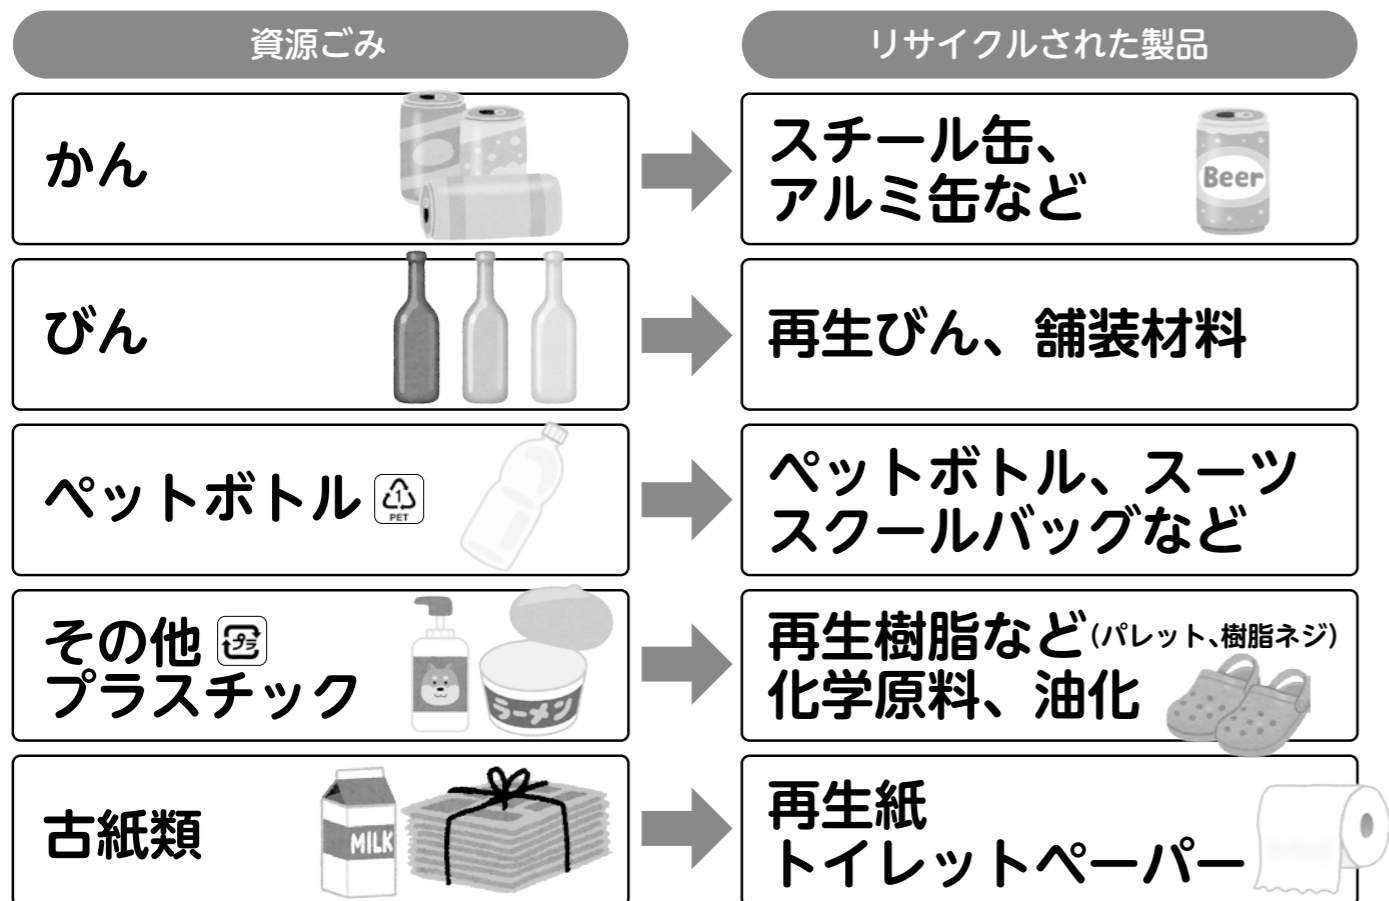 資源ごみ
リサイクルされた製品
かん
スチール缶、
アルミ缶など
Beer
びん
再生びん、舗装材料
ペットボトル
1
PET
ペットボトル、スーツ
スクールバッグなど
その他 プラ
プラスチック
ラーメン
再生樹脂など(パレット、樹脂ネジ)
化学原料、油化
古紙類
MILK
再生紙
トイレットペーパー